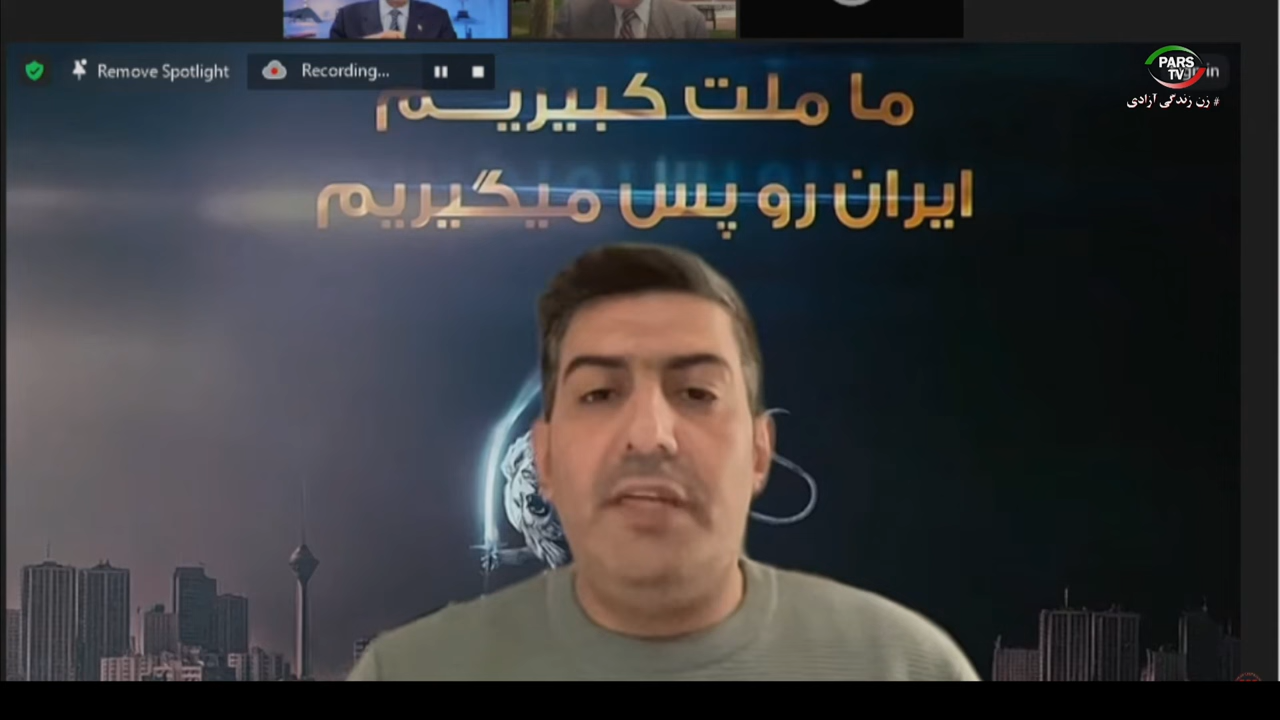 Remove Spotlight
Recording...
PARS
TV
# زن زندگی آزادی
ما ملت کبیریم
ایران رو پس میگیریم